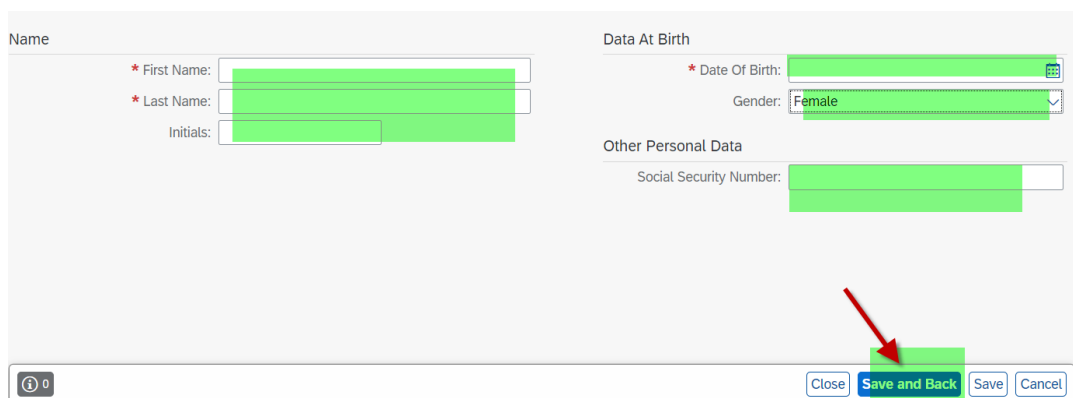 Name
* First Name:
* Last Name:
Initials:
Data At Birth
* Date Of Birth:
Gender: Female
Other Personal Data
Social Security Number:
0
Close Save and Back Save Cancel